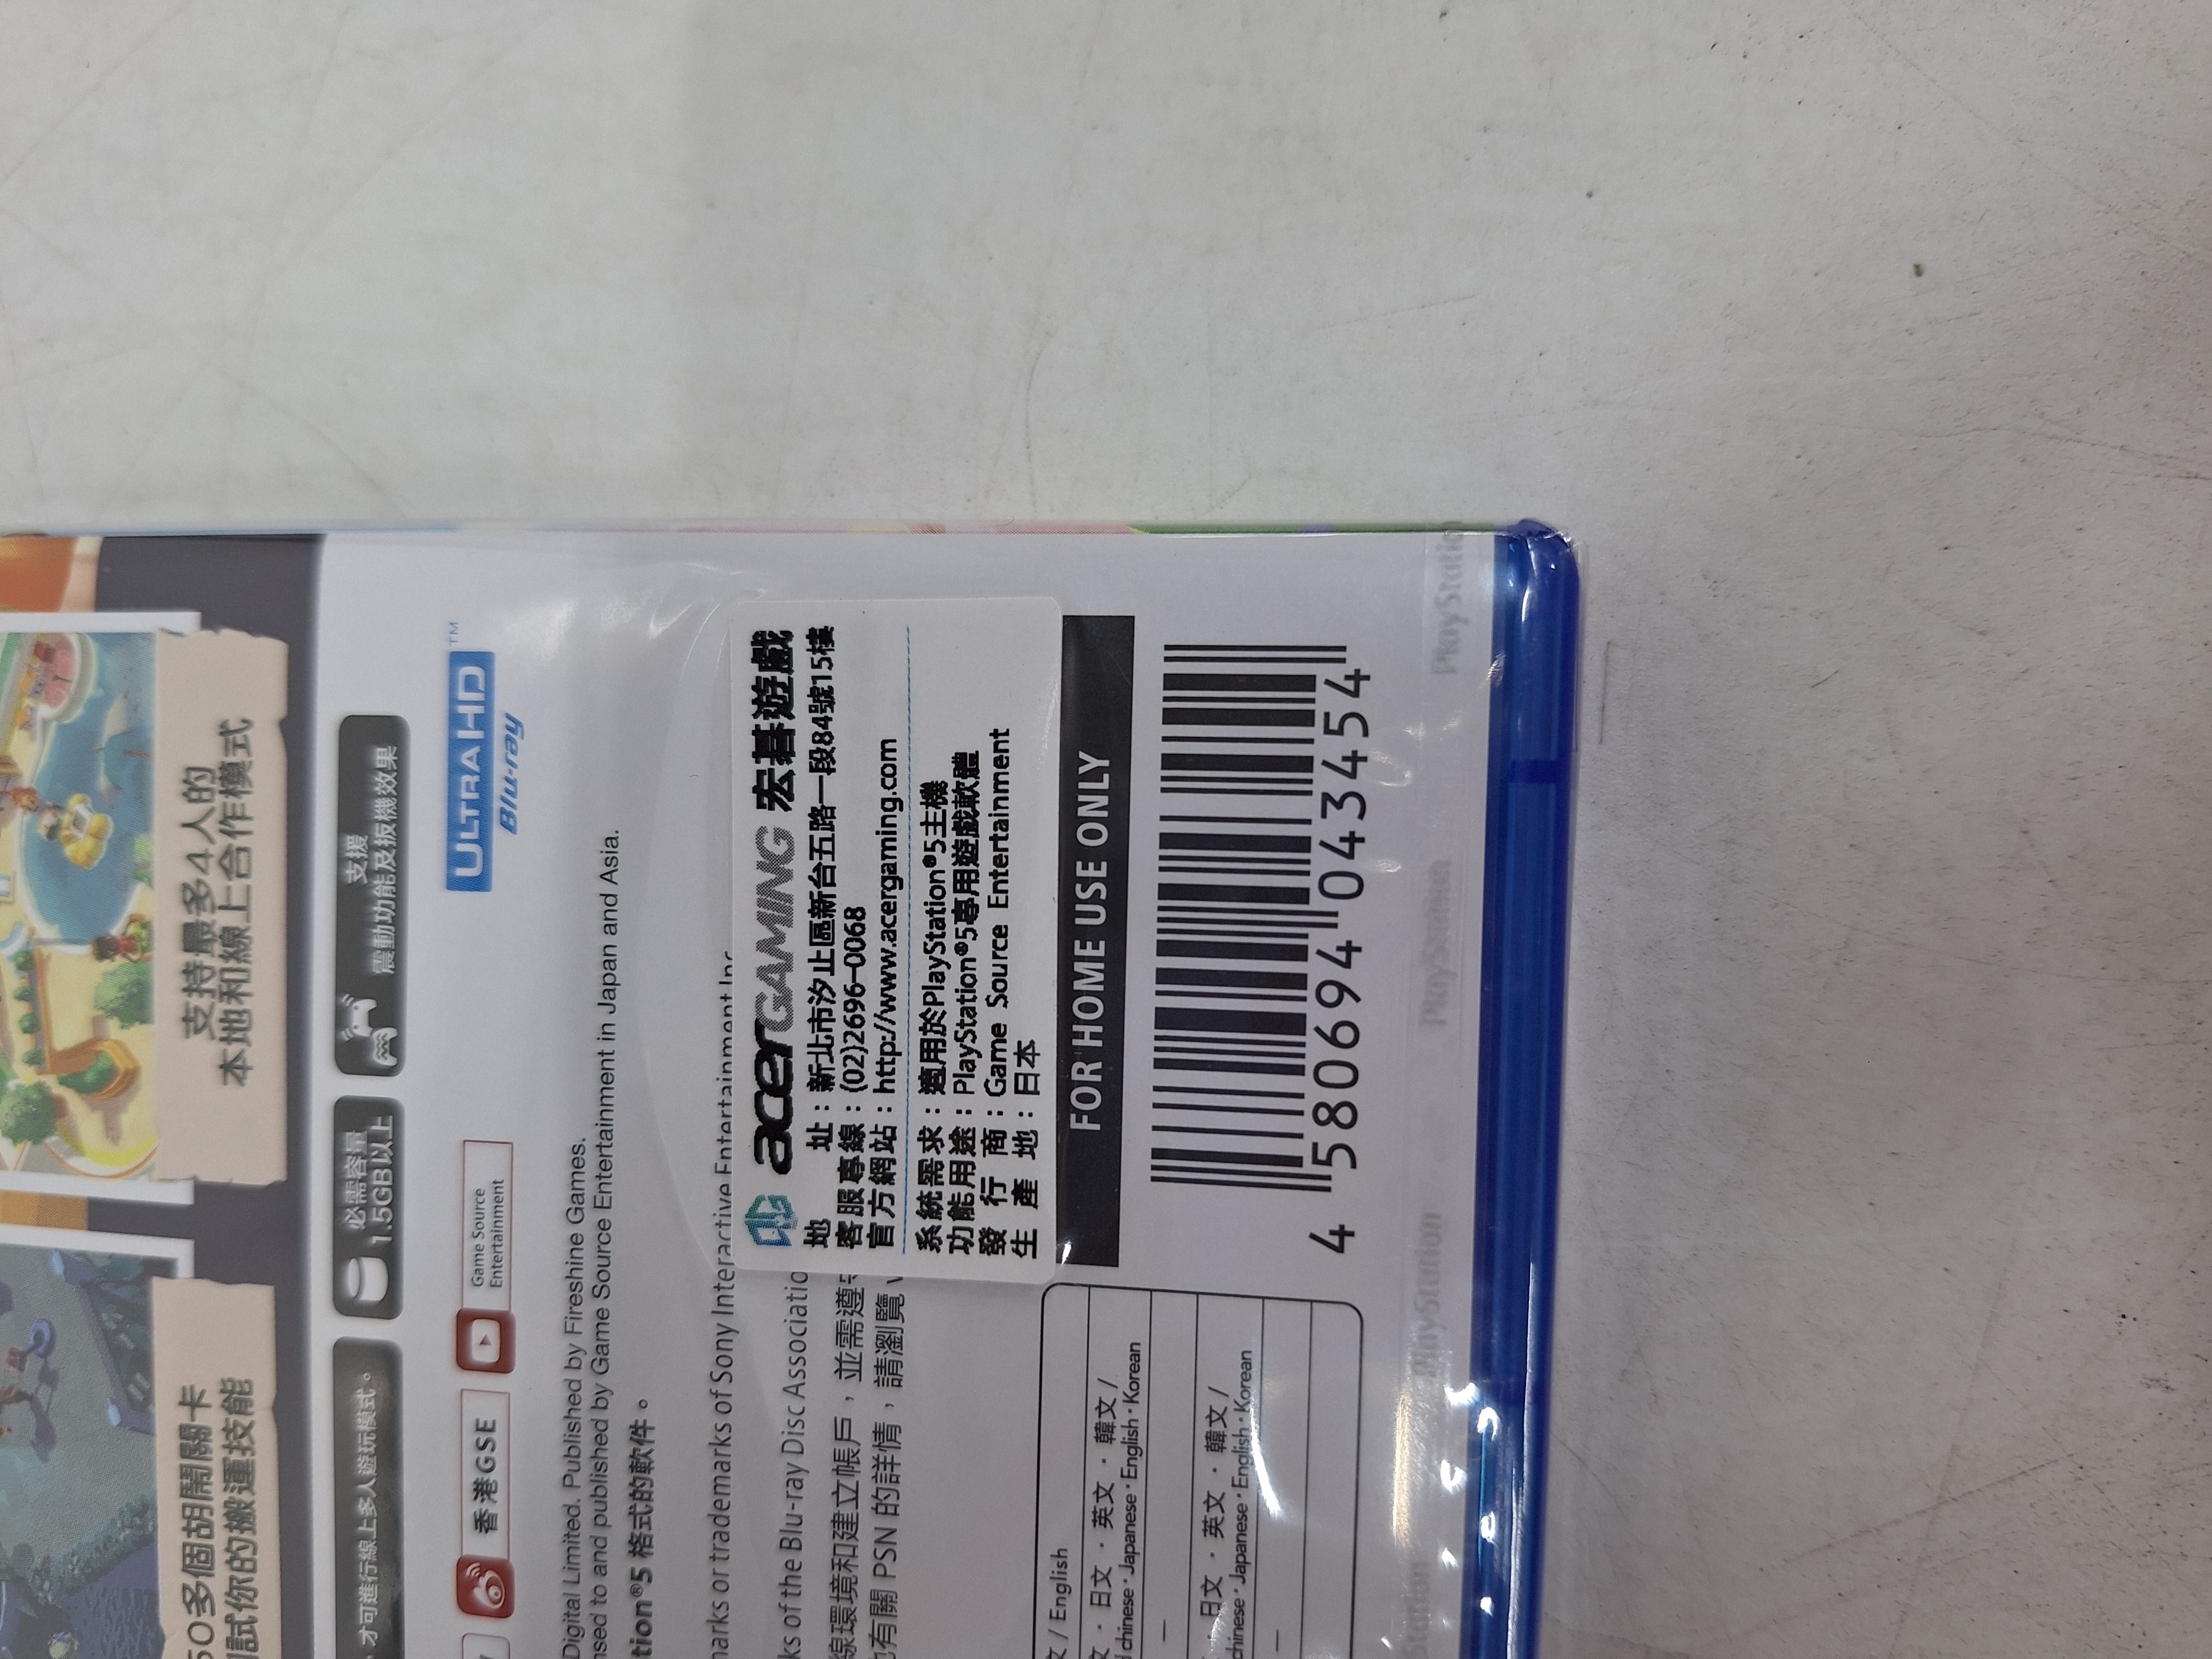 支持最多4人的
本地和線上合作模式
50多個胡鬧關卡
試你的搬運技能
才可進行線上多人遊玩模式。
必需容量
1.5GB以上
支援
震動功能及扳機效果
香港GSE
Game Source
Entertainment
ULTRA HD™
Blu-ray
Digital Limited. Published by Fireshine Games.
nsed to and published by Game Source Entertainment in Japan and Asia.
tion®5 格式的軟件。
marks or trademarks of Sony Interactive Entertainment Inc
ks of the Blu-ray Disc Associatio
線環境和建立帳戶，並需遵
也有關 PSN 的詳情，請瀏覽
acerGAMING 宏碁遊戲
地 址：新北市汐止區新台五路一段84號15樓
客服專線：(02)2696-0068
官方網站：http://www.acergaming.com
系統需求：適用於PlayStation®5主機
功能用途：PlayStation®5專用遊戲軟體
發 行 商：Game Source Entertainment
生 產 地：日本
FOR HOME USE ONLY
4 580694 043454
文 / English
文・日文・英文・韓文 /
chinese・Japanese・English・Korean
—
・日文・英文・韓文 /
chinese・Japanese・English・Korean
—
Station PlayStation PlayStation PlayStatio